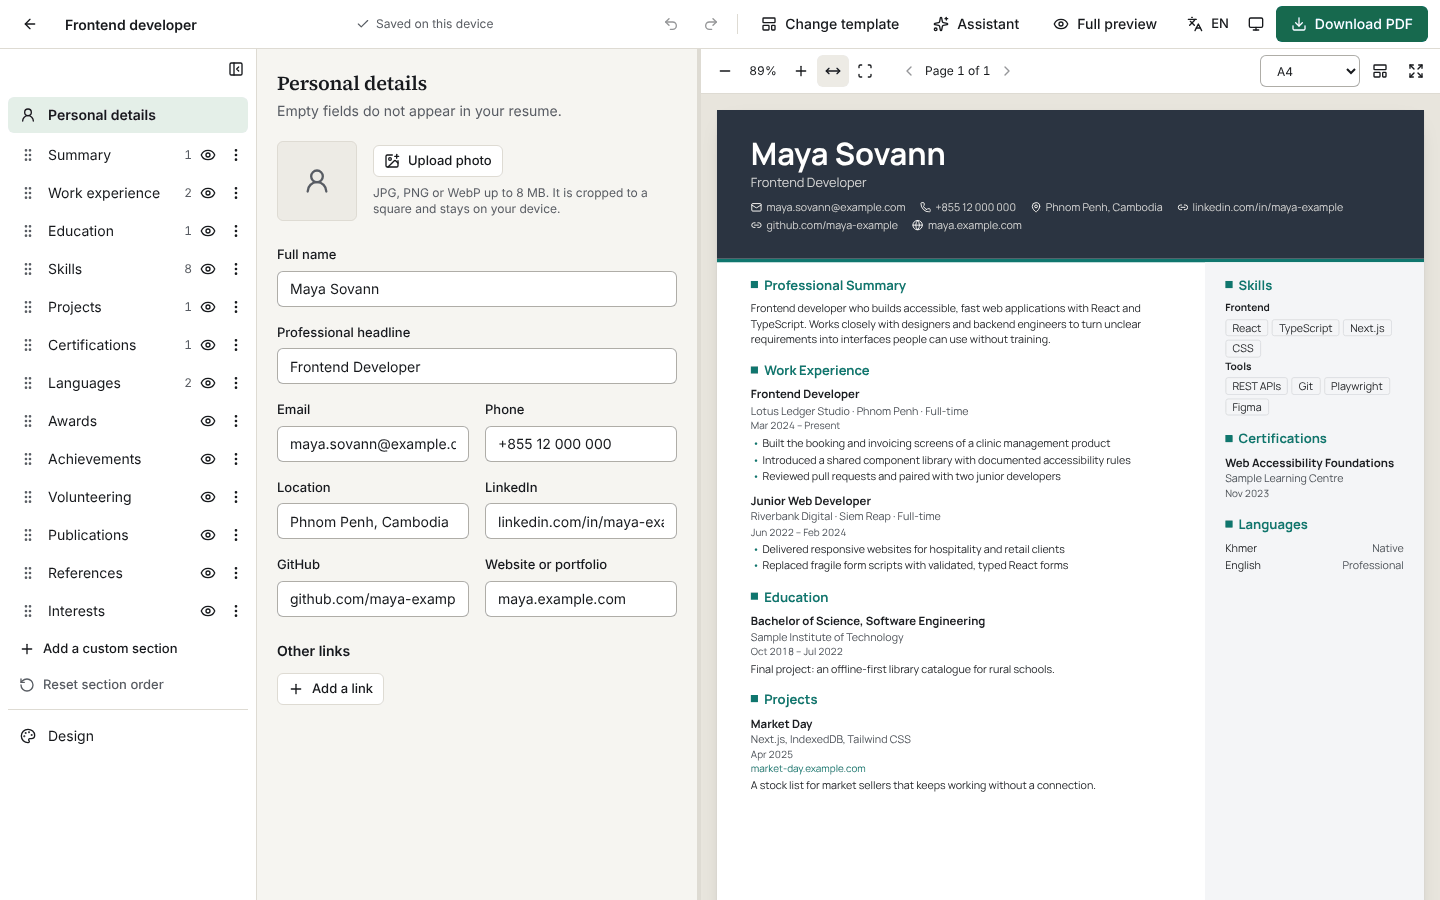 Frontend developer
Saved on this device
Change template
Assistant
Full preview
EN
Download PDF
Personal details
Summary 1
Work experience 2
Education 1
Skills 8
Projects 1
Certifications 1
Languages 2
Awards
Achievements
Volunteering
Publications
References
Interests
Add a custom section
Reset section order
Design
Personal details
Empty fields do not appear in your resume.
Upload photo
JPG, PNG or WebP up to 8 MB. It is cropped to a
square and stays on your device.
Full name
Maya Sovann
Professional headline
Frontend Developer
Email Phone
maya.sovann@example.c +855 12 000 000
Location LinkedIn
Phnom Penh, Cambodia linkedin.com/in/maya-exa
GitHub Website or portfolio
github.com/maya-examp maya.example.com
Other links
Add a link
89%
Page 1 of 1
A4
Maya Sovann
Frontend Developer
maya.sovann@example.com +855 12 000 000 Phnom Penh, Cambodia linkedin.com/in/maya-example
github.com/maya-example maya.example.com
Professional Summary
Frontend developer who builds accessible, fast web applications with React and
TypeScript. Works closely with designers and backend engineers to turn unclear
requirements into interfaces people can use without training.
Work Experience
Frontend Developer
Lotus Ledger Studio · Phnom Penh · Full-time
Mar 2024 – Present
• Built the booking and invoicing screens of a clinic management product
• Introduced a shared component library with documented accessibility rules
• Reviewed pull requests and paired with two junior developers
Junior Web Developer
Riverbank Digital · Siem Reap · Full-time
Jun 2022 – Feb 2024
• Delivered responsive websites for hospitality and retail clients
• Replaced fragile form scripts with validated, typed React forms
Education
Bachelor of Science, Software Engineering
Sample Institute of Technology
Oct 2018 – Jul 2022
Final project: an offline-first library catalogue for rural schools.
Projects
Market Day
Next.js, IndexedDB, Tailwind CSS
Apr 2025
market-day.example.com
A stock list for market sellers that keeps working without a connection.
Skills
Frontend
React TypeScript Next.js
CSS
Tools
REST APIs Git Playwright
Figma
Certifications
Web Accessibility Foundations
Sample Learning Centre
Nov 2023
Languages
Khmer Native
English Professional